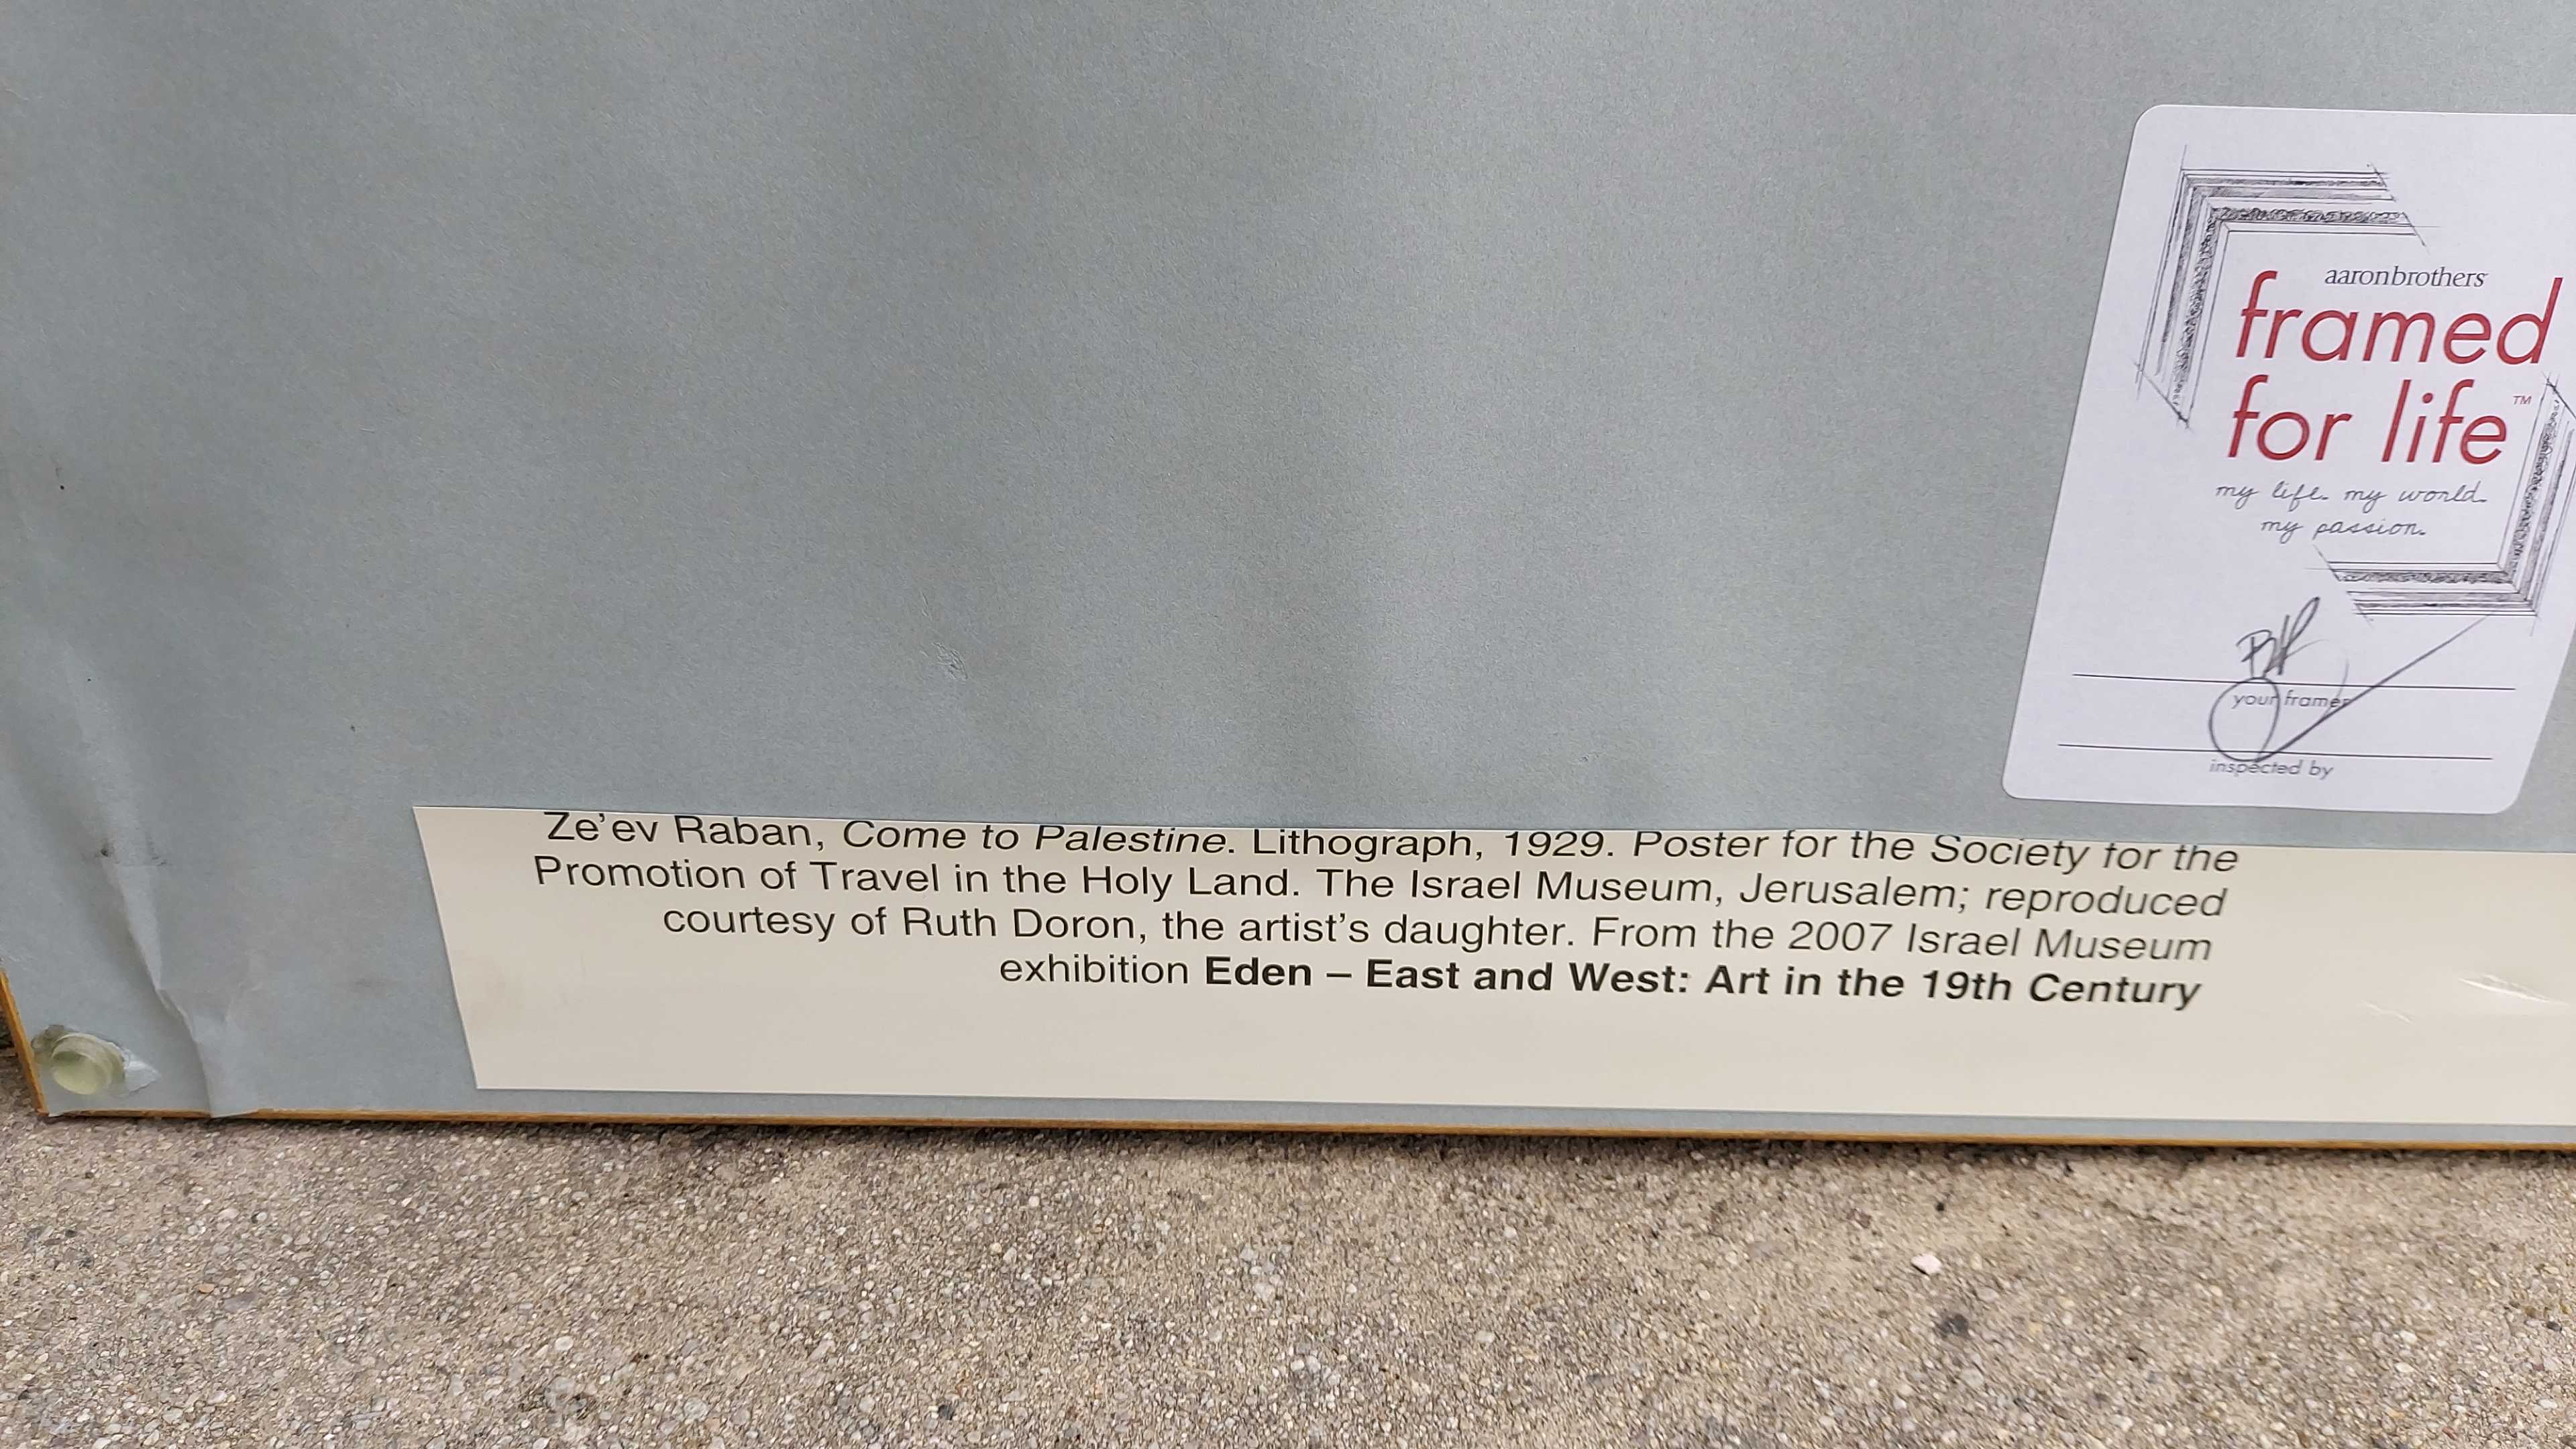 aaronbrothers
framed
for life™
my life. my world.
my passion.
your framer
inspected by
Ze'ev Raban, Come to Palestine. Lithograph, 1929. Poster for the Society for the
Promotion of Travel in the Holy Land. The Israel Museum, Jerusalem; reproduced
courtesy of Ruth Doron, the artist's daughter. From the 2007 Israel Museum
exhibition Eden – East and West: Art in the 19th Century